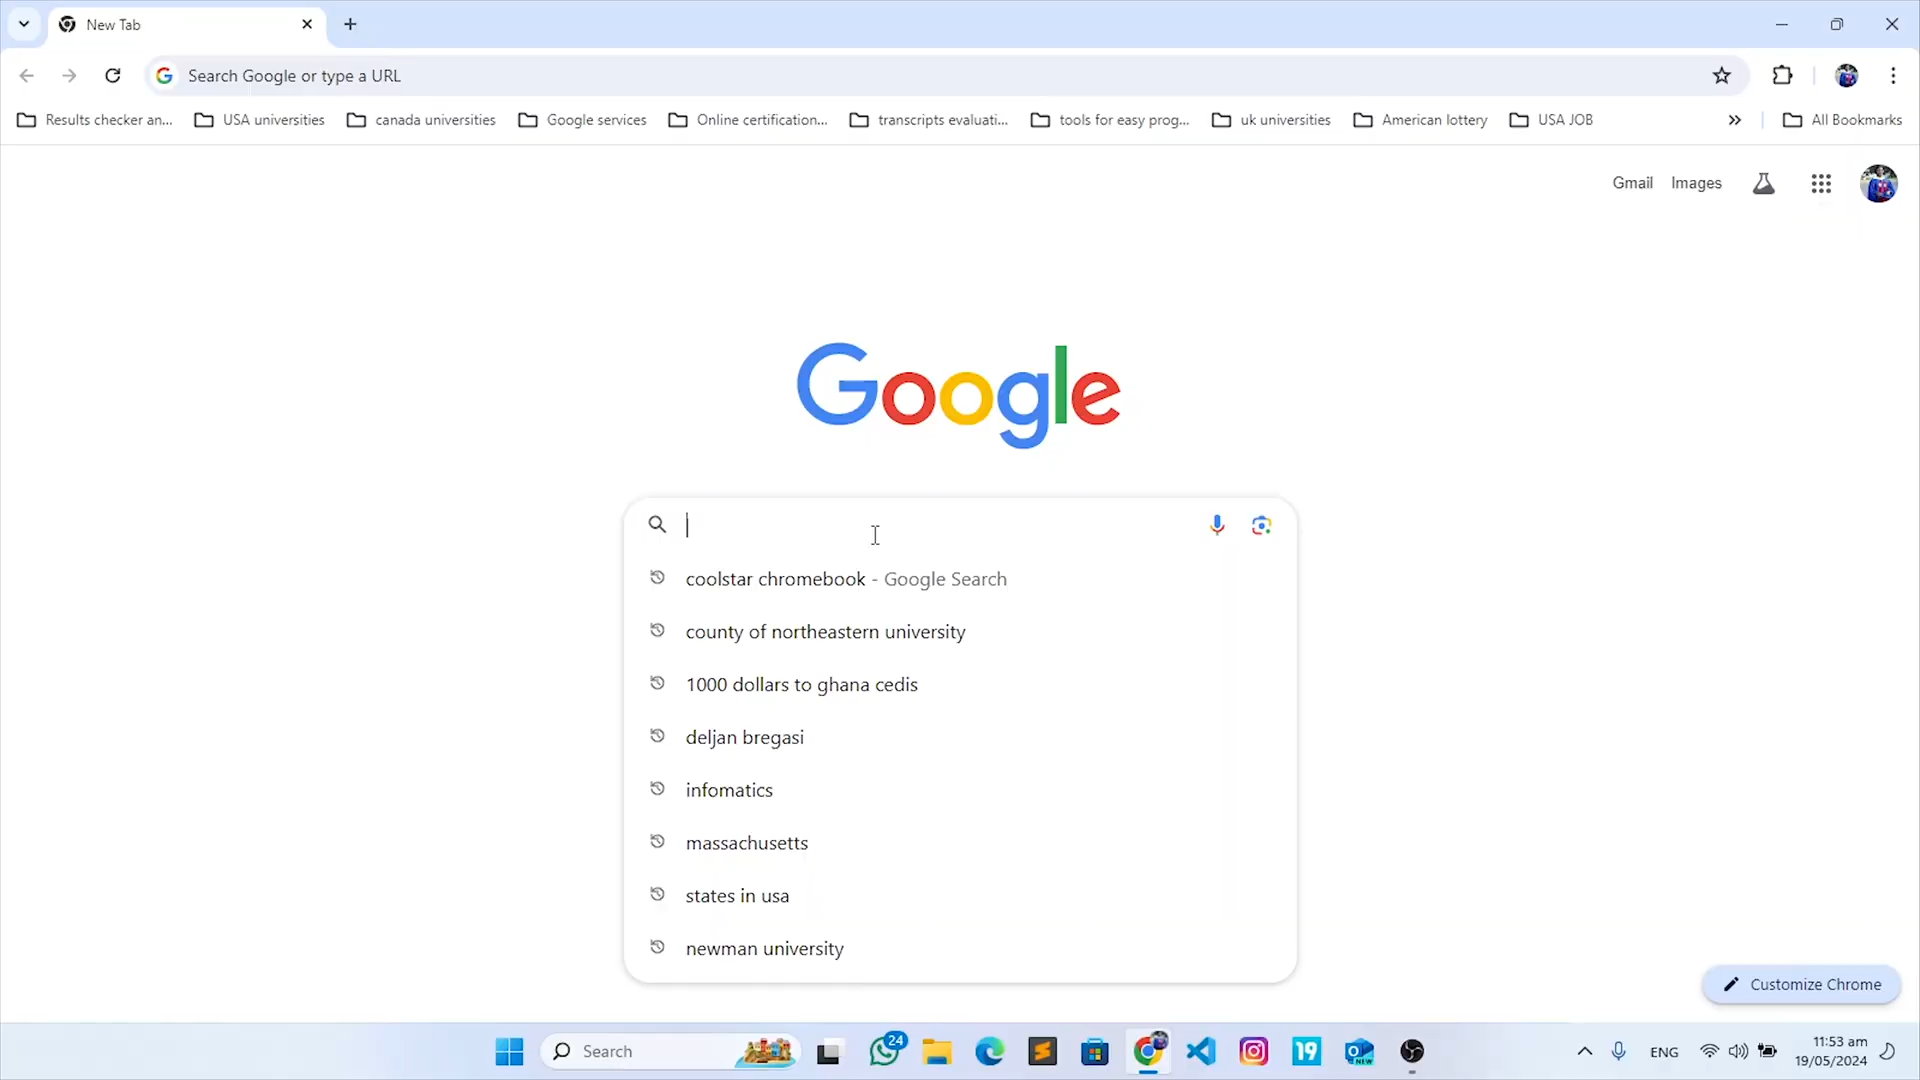 New Tab
Search Google or type a URL
Results checker an... USA universities canada universities Google services Online certification... transcripts evaluati... tools for easy prog... uk universities American lottery USA JOB » All Bookmarks
Gmail Images
Google
coolstar chromebook - Google Search
county of northeastern university
1000 dollars to ghana cedis
deljan bregasi
infomatics
massachusetts
states in usa
newman university
Customize Chrome
Search 24 19 NEW ENG 11:53 am
19/05/2024